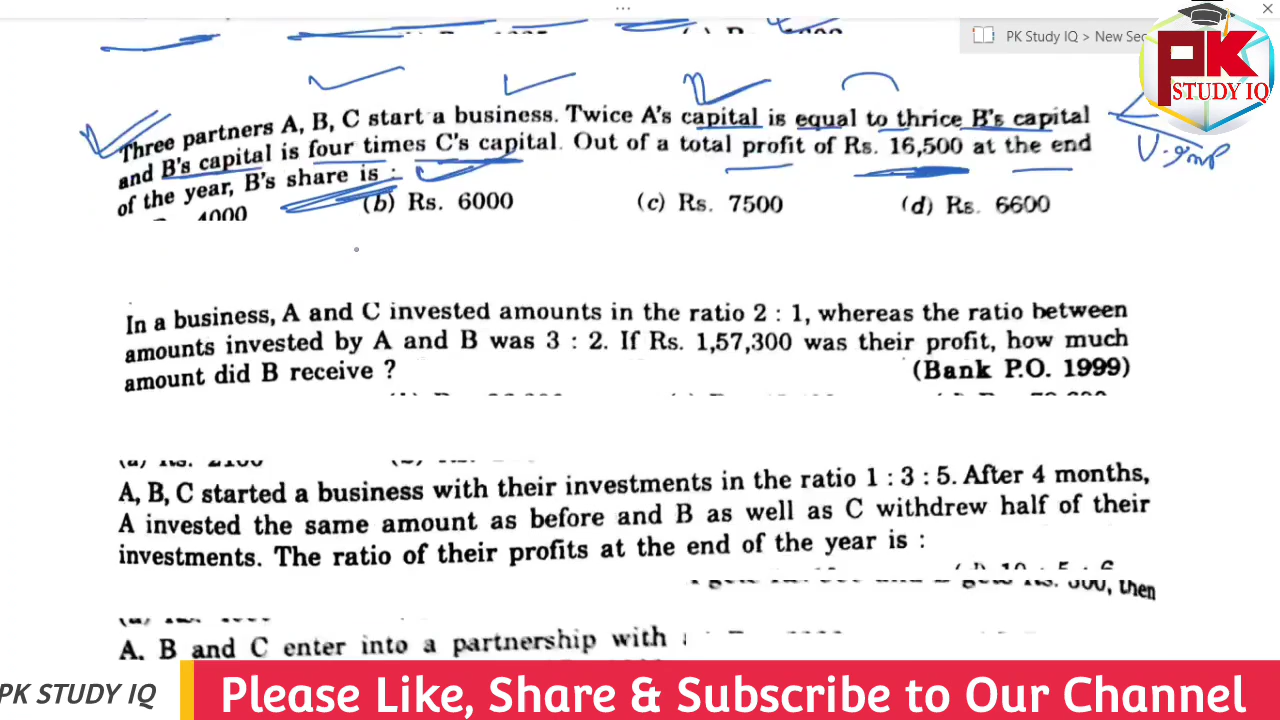 PK Study IQ > New Sec
PK
STUDY IQ
Three partners A, B, C start a business. Twice A's capital is equal to thrice B's capital
and B's capital is four times C's capital. Out of a total profit of Rs. 16,500 at the end
of the year, B's share is :
4000 (b) Rs. 6000 (c) Rs. 7500 (d) Rs. 6600
In a business, A and C invested amounts in the ratio 2 : 1, whereas the ratio between
amounts invested by A and B was 3 : 2. If Rs. 1,57,300 was their profit, how much
amount did B receive ? (Bank P.O. 1999)
A, B, C started a business with their investments in the ratio 1 : 3 : 5. After 4 months,
A invested the same amount as before and B as well as C withdrew half of their
investments. The ratio of their profits at the end of the year is :
then
A, B and C enter into a partnership with
PK STUDY IQ
Please Like, Share & Subscribe to Our Channel